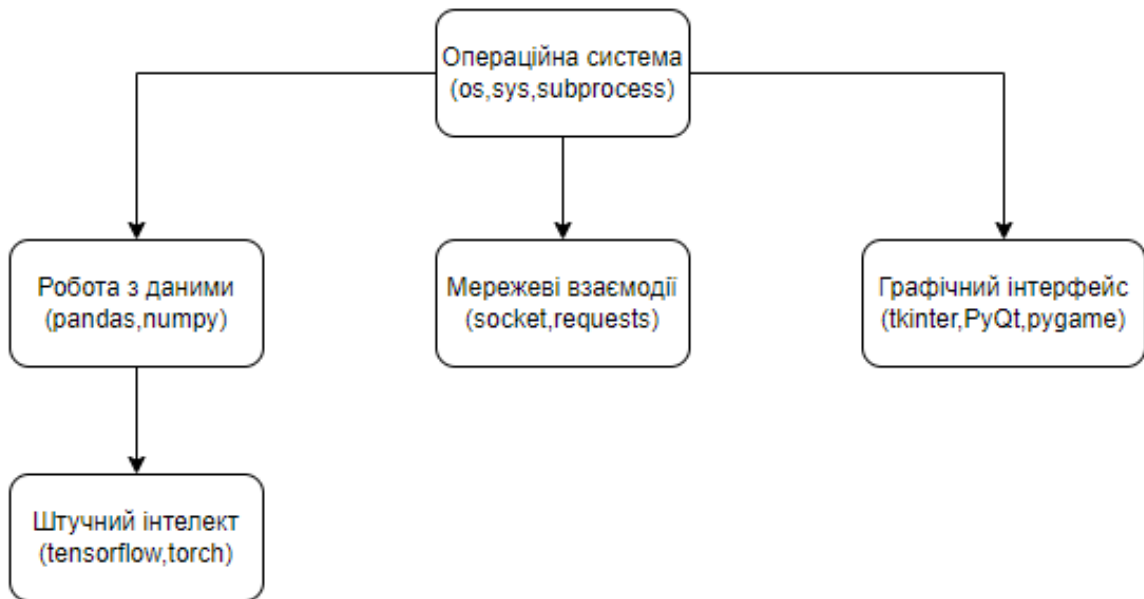 Операційна система
(os,sys,subprocess)
Робота з даними
(pandas,numpy)
Мережеві взаємодії
(socket,requests)
Графічний інтерфейс
(tkinter,PyQt,pygame)
Штучний інтелект
(tensorflow,torch)